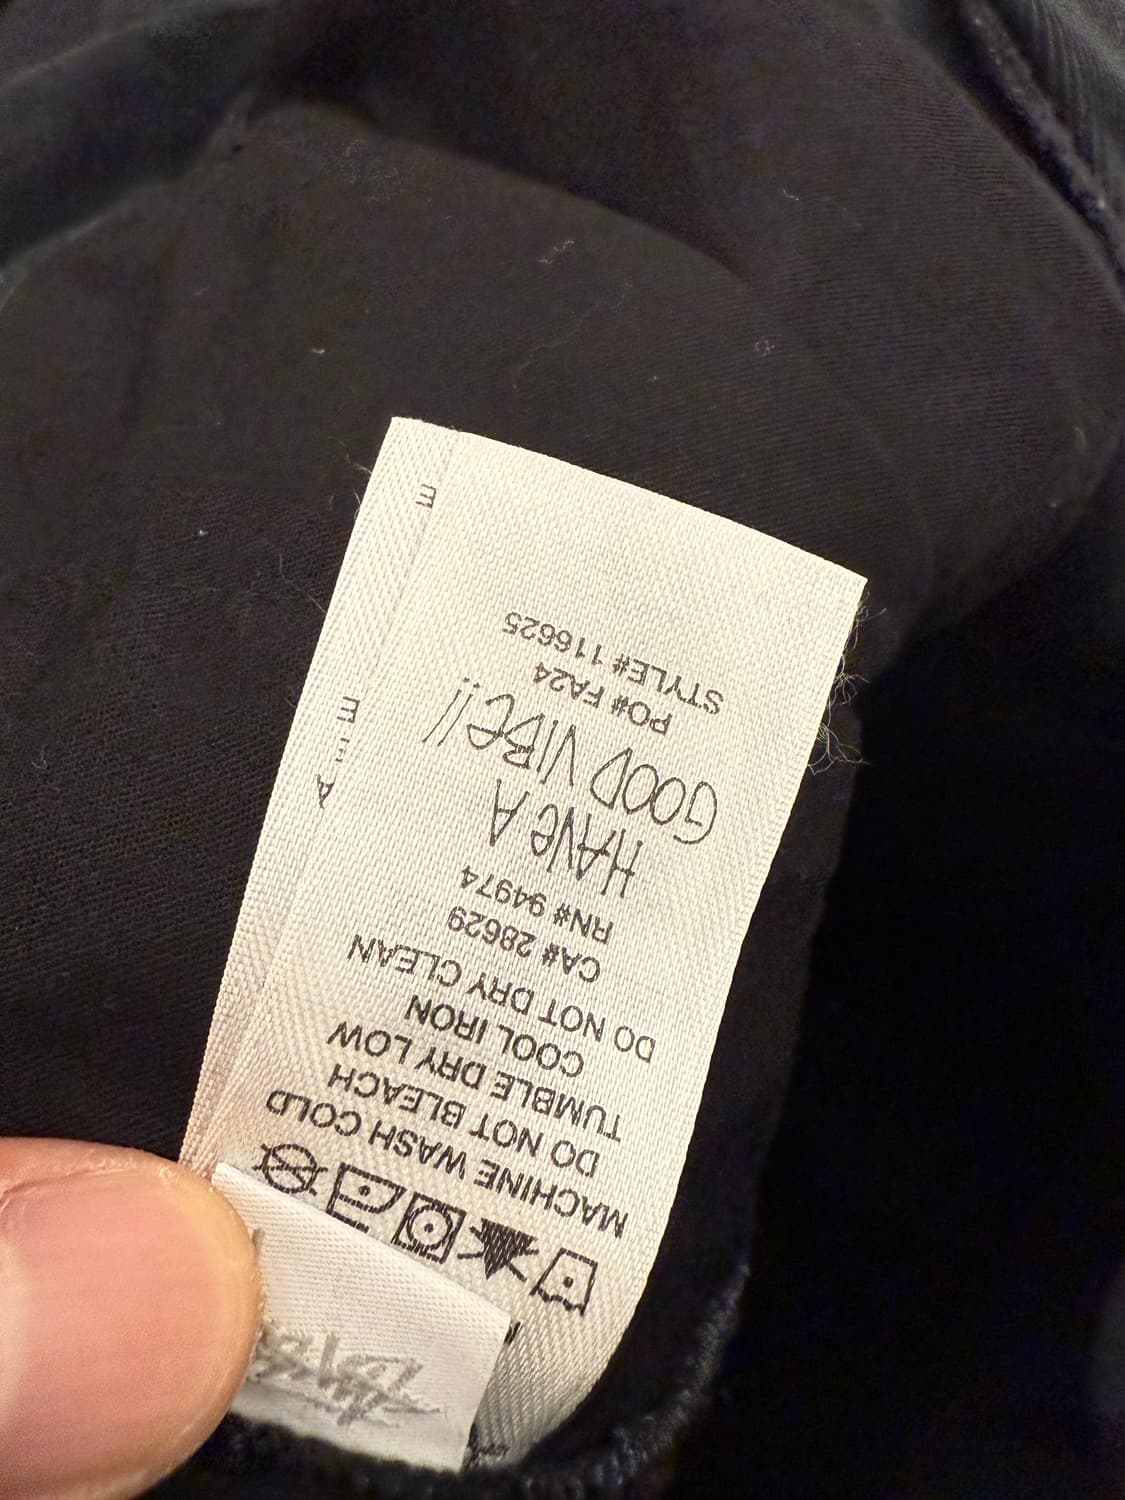 MACHINE WASH COLD
DO NOT BLEACH
TUMBLE DRY LOW
COOL IRON
DO NOT DRY CLEAN
CA# 28629
RN# 94974
HAVE A
GOOD VIBE!!
PO# FA24
STYLE# 116625